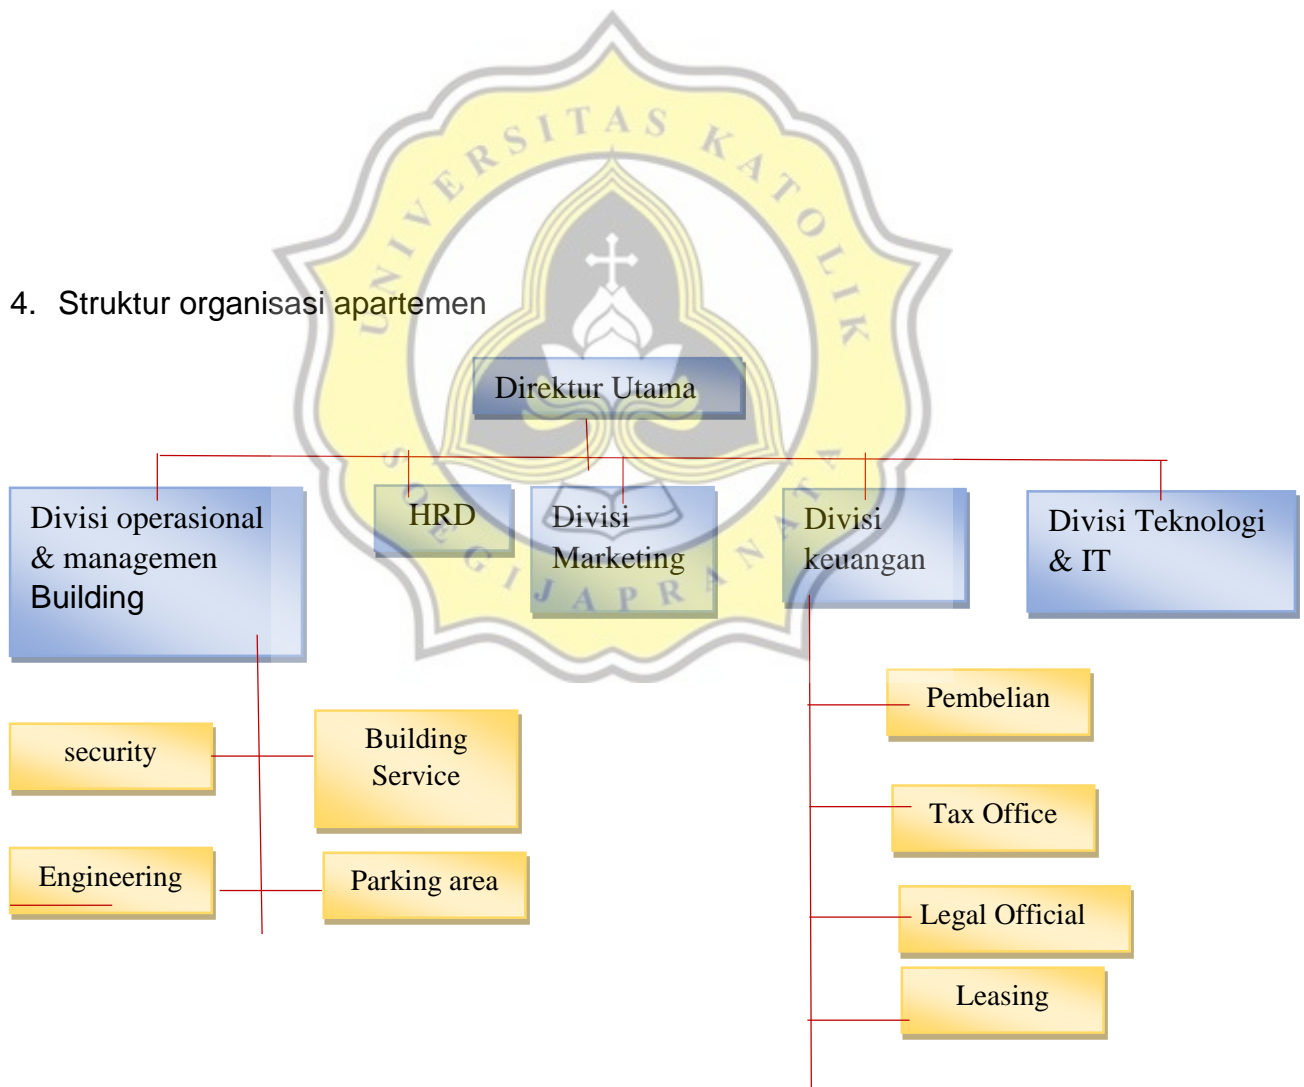 UNIVERSITAS KATOLIK
SOEGIJAPRANATA
4. Struktur organisasi apartemen
Direktur Utama
Divisi operasional
& managemen
Building
HRD
Divisi
Marketing
Divisi
keuangan
Divisi Teknologi
& IT
security
Building
Service
Engineering
Parking area
Pembelian
Tax Office
Legal Official
Leasing